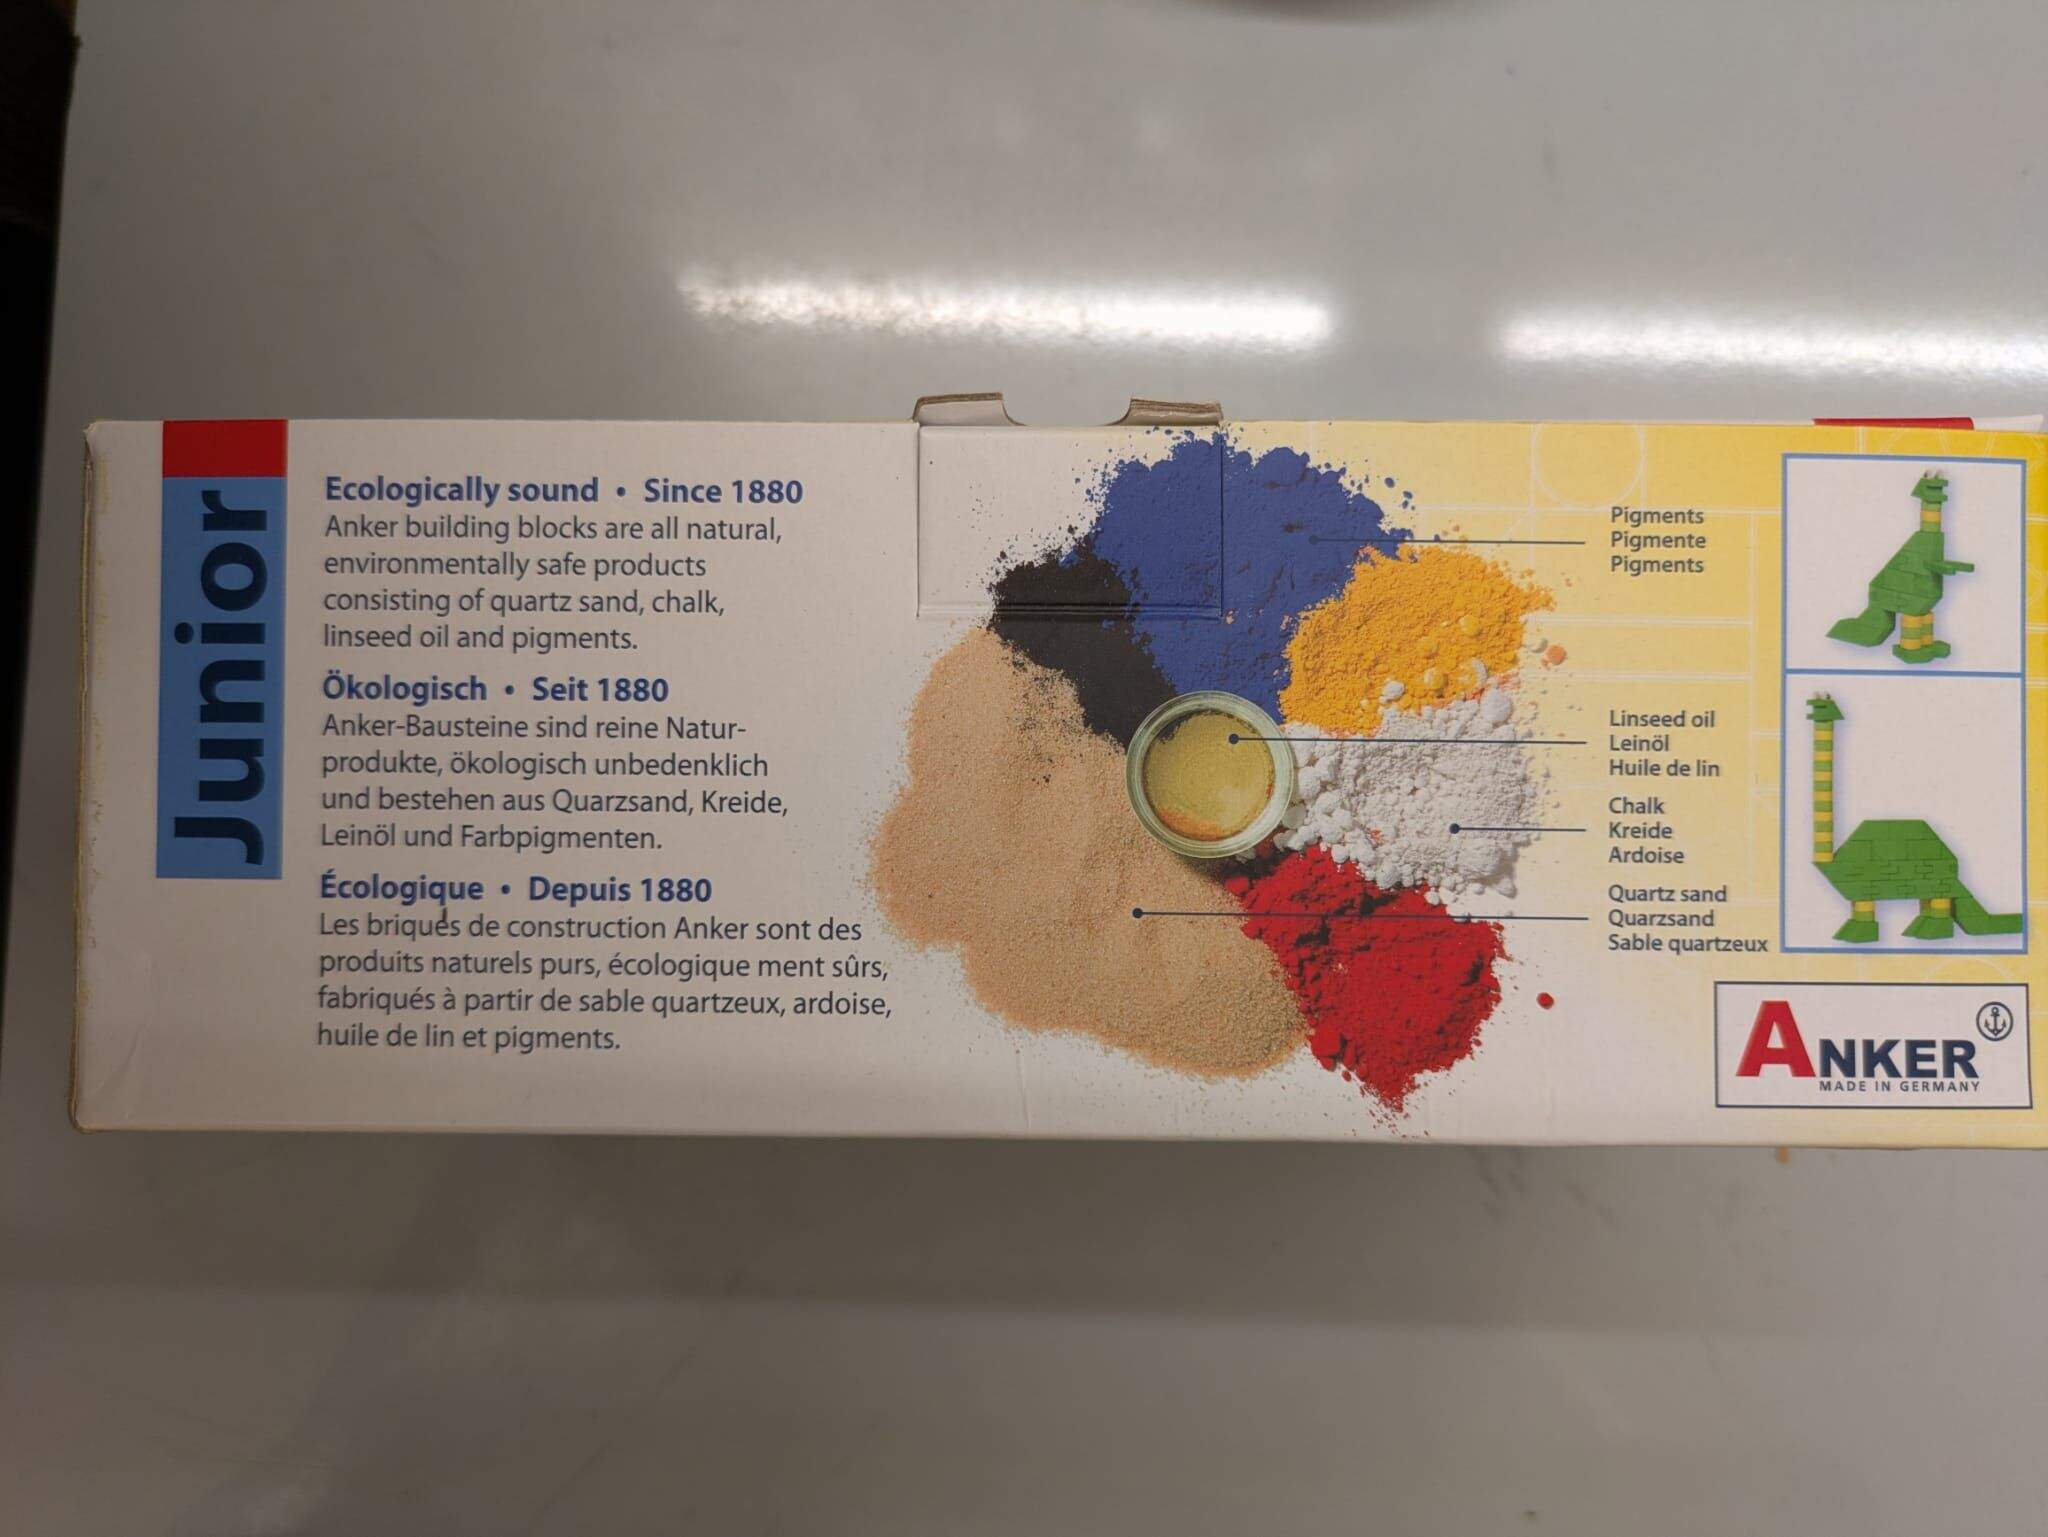 Junior
Ecologically sound • Since 1880
Anker building blocks are all natural,
environmentally safe products
consisting of quartz sand, chalk,
linseed oil and pigments.
Ökologisch • Seit 1880
Anker-Bausteine sind reine Natur-
produkte, ökologisch unbedenklich
und bestehen aus Quarzsand, Kreide,
Leinöl und Farbpigmenten.
Écologique • Depuis 1880
Les briques de construction Anker sont des
produits naturels purs, écologique ment sûrs,
fabriqués à partir de sable quartzeux, ardoise,
huile de lin et pigments.
Pigments
Pigmente
Pigments
Linseed oil
Leinöl
Huile de lin
Chalk
Kreide
Ardoise
Quartz sand
Quarzsand
Sable quartzeux
ANKER
MADE IN GERMANY